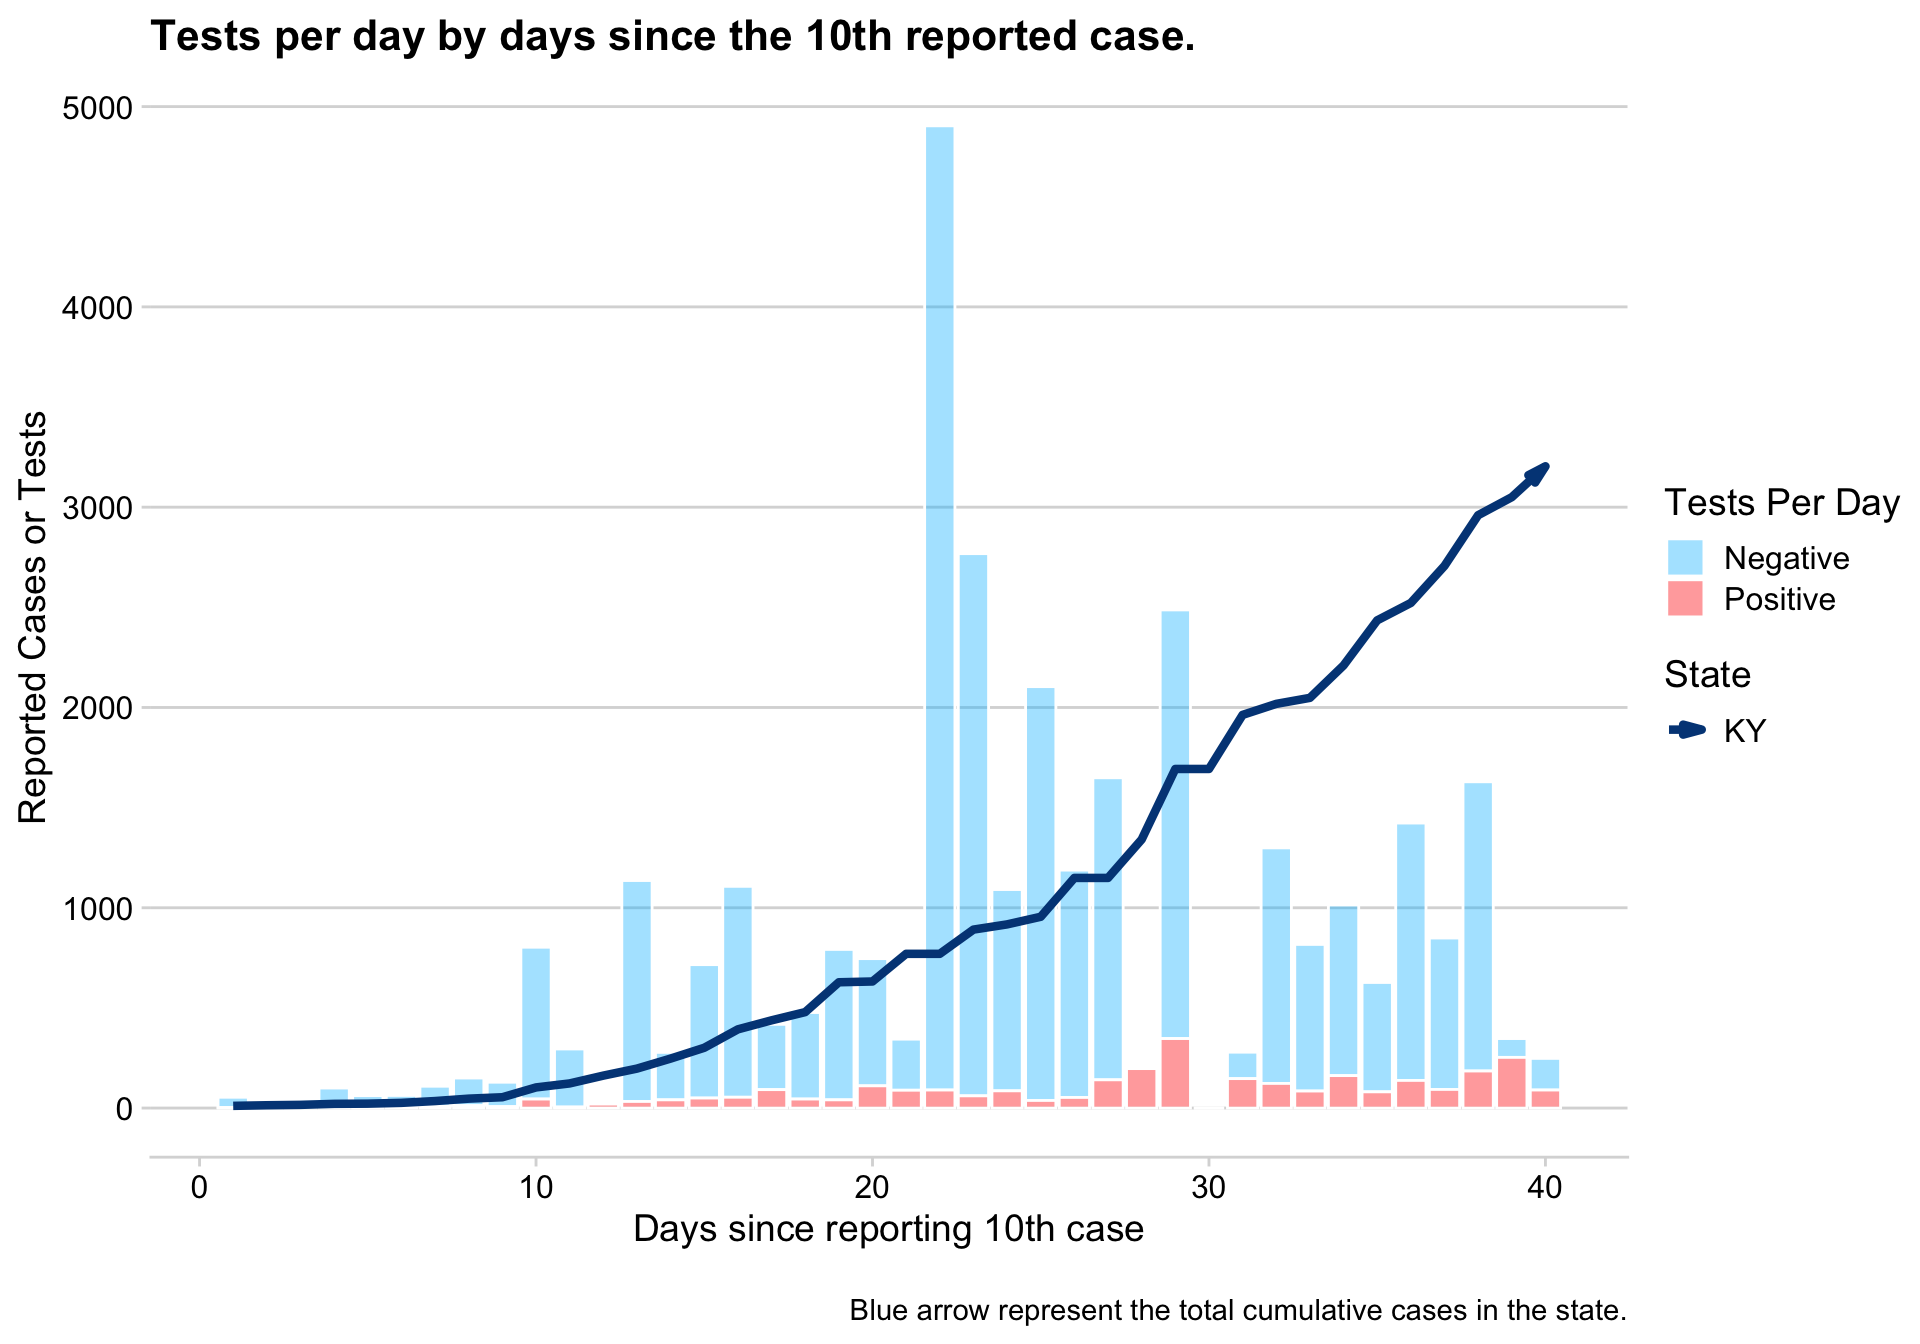 Tests per day by days since the 10th reported case.
5000
4000
3000
2000
1000
0
Reported Cases or Tests
0 10 20 30 40
Days since reporting 10th case
Tests Per Day
Negative
Positive
State
KY
Blue arrow represent the total cumulative cases in the state.